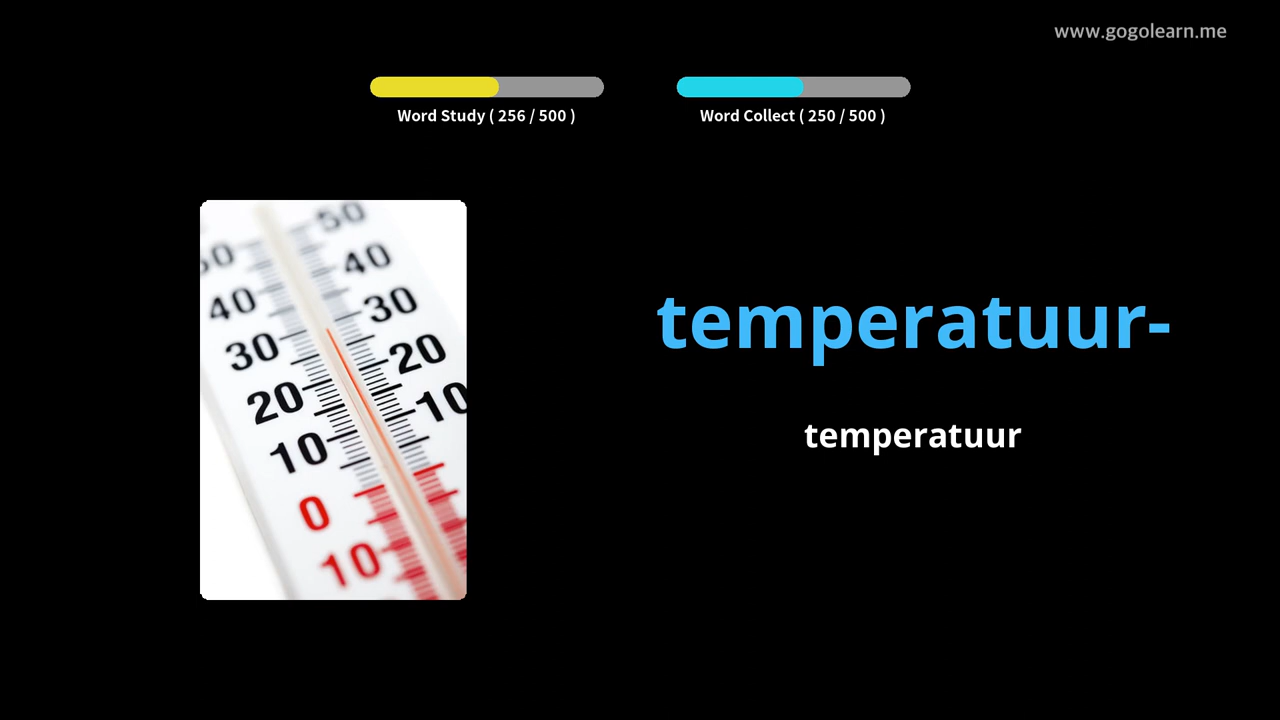 www.gogolearn.me
Word Study ( 256 / 500 )
Word Collect ( 250 / 500 )
50
50
40
40
30
30
20
20
10
10
0
10
temperatuur-
temperatuur